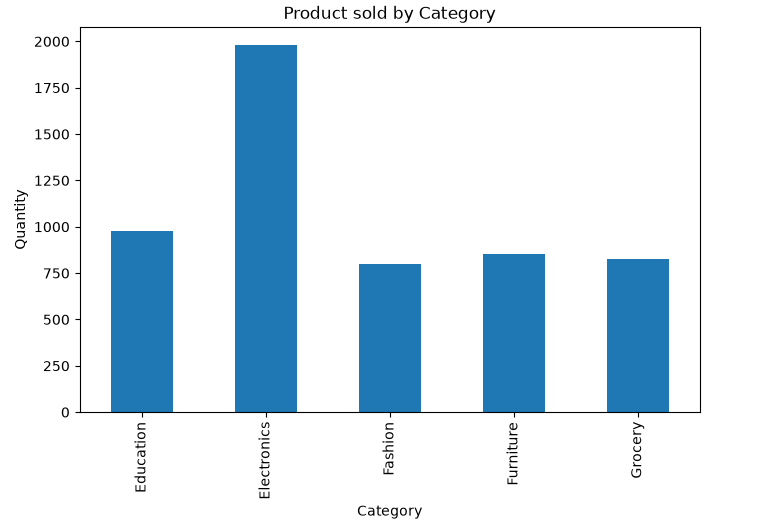 Product sold by Category
2000
1750
1500
1250
1000
750
500
250
0
Quantity
Education
Electronics
Fashion
Furniture
Grocery
Category